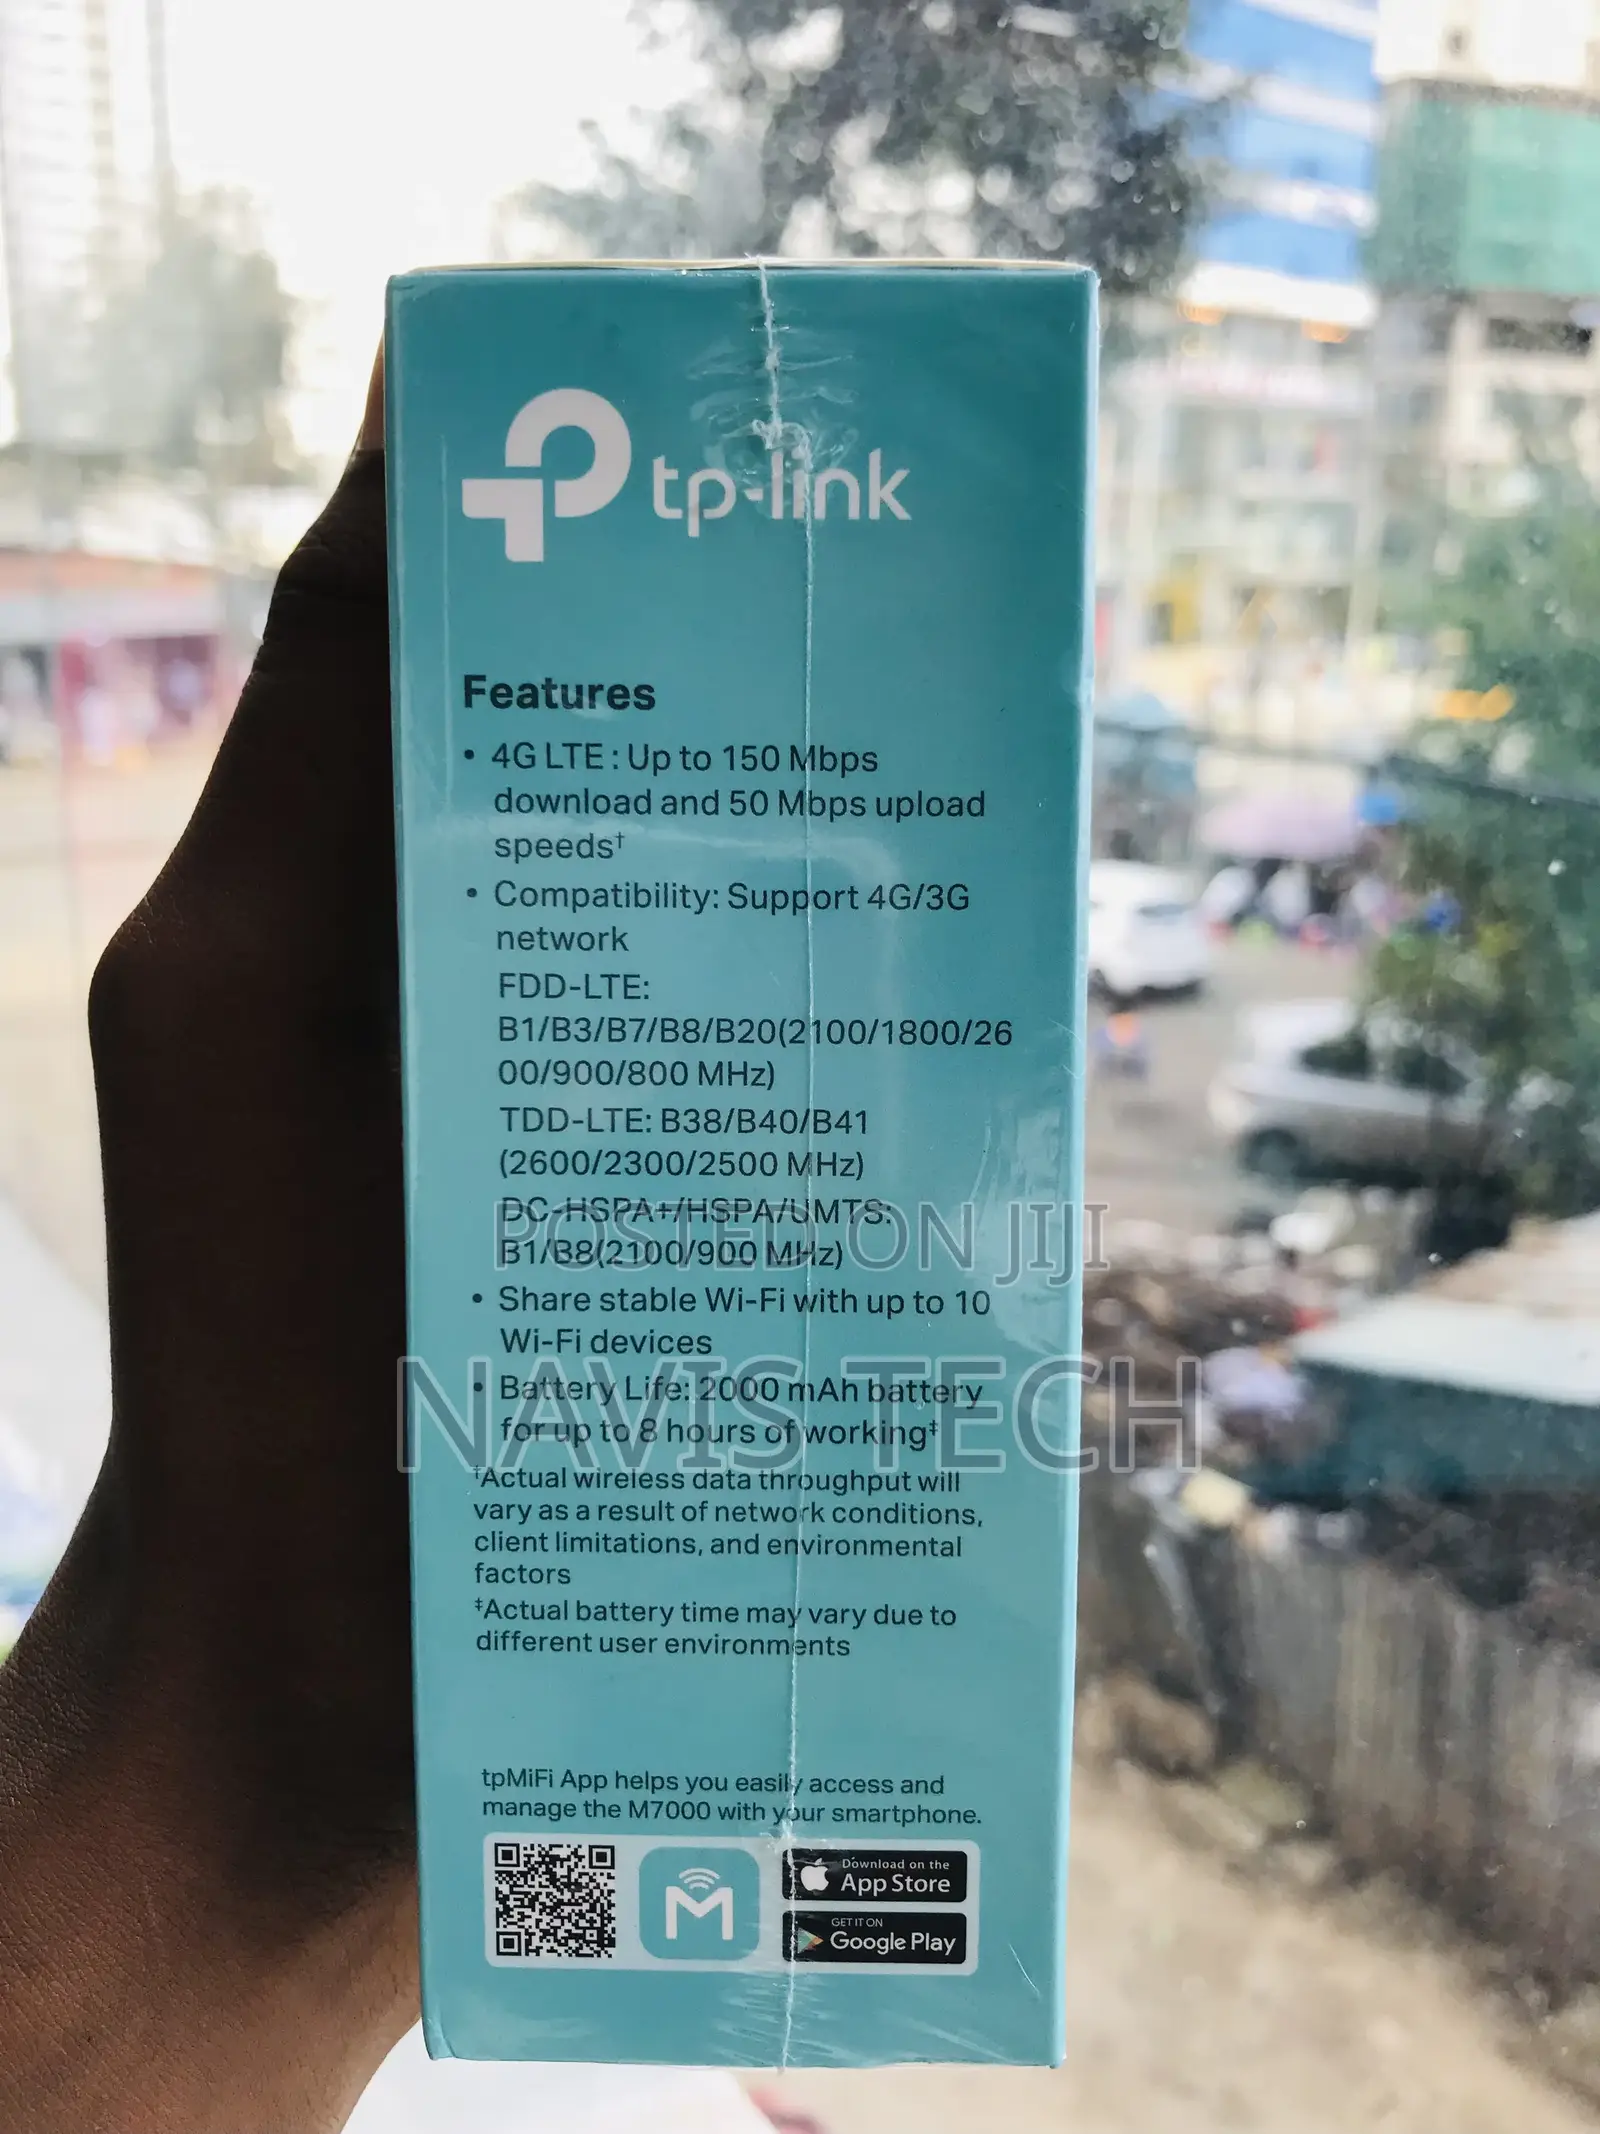 tp-link
Features
• 4G LTE : Up to 150 Mbps
download and 50 Mbps upload
speeds†
• Compatibility: Support 4G/3G
network
FDD-LTE:
B1/B3/B7/B8/B20(2100/1800/26
00/900/800 MHz)
TDD-LTE: B38/B40/B41
(2600/2300/2500 MHz)
DC-HSPA+/HSPA/UMTS:
POSTED ON JIJI
B1/B8(2100/900 MHz)
• Share stable Wi-Fi with up to 10
Wi-Fi devices
• Battery Life: 2000 mAh battery
NAVIS TECH
for up to 8 hours of working‡
†Actual wireless data throughput will
vary as a result of network conditions,
client limitations, and environmental
factors
‡Actual battery time may vary due to
different user environments
tpMiFi App helps you easily access and
manage the M7000 with your smartphone.
M
Download on the
App Store
GET IT ON
Google Play